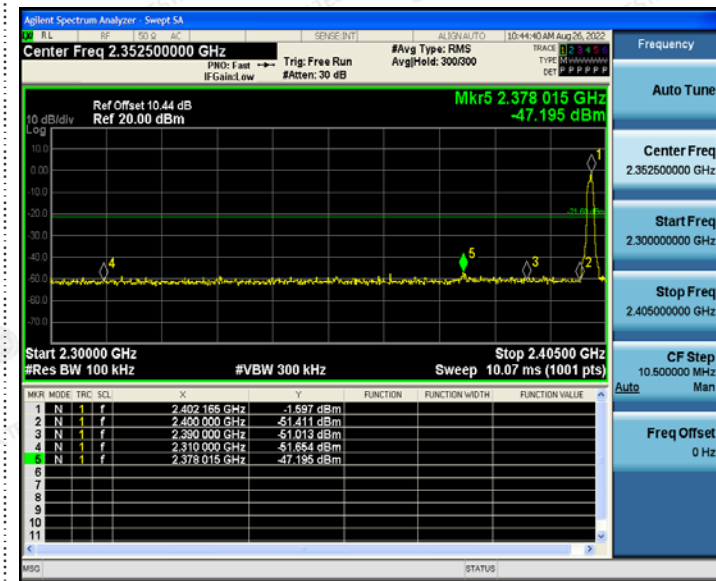 Agilent Spectrum Analyzer - Swept SA
RL RF 50 Ω AC SENSE:INT ALIGN AUTO 10:44:40 AM Aug 26, 2022
Center Freq 2.352500000 GHz #Avg Type: RMS TRACE 1 2 3 4 5 6
PNO: Fast Trig: Free Run Avg|Hold: 300/300 TYPE M
IFGain:Low #Atten: 30 dB DET P P P P P P
Ref Offset 10.44 dB Mkr5 2.378 015 GHz
10 dB/div Ref 20.00 dBm -47.195 dBm
Log
10.0
0.00
-10.0
-20.0
-21.60 dBm
-30.0
-40.0
-50.0
-60.0
-70.0
1
4
5
3
2
Start 2.30000 GHz Stop 2.40500 GHz
#Res BW 100 kHz #VBW 300 kHz Sweep 10.07 ms (1001 pts)
MKR MODE TRC SCL X Y FUNCTION FUNCTION WIDTH FUNCTION VALUE
1 N 1 f 2.402 165 GHz -1.597 dBm
2 N 1 f 2.400 000 GHz -51.411 dBm
3 N 1 f 2.390 000 GHz -51.013 dBm
4 N 1 f 2.310 000 GHz -51.654 dBm
5 N 1 f 2.378 015 GHz -47.195 dBm
6
7
8
9
10
11
MSG STATUS
Frequency
Auto Tune
Center Freq
2.352500000 GHz
Start Freq
2.300000000 GHz
Stop Freq
2.405000000 GHz
CF Step
10.500000 MHz
Auto Man
Freq Offset
0 Hz